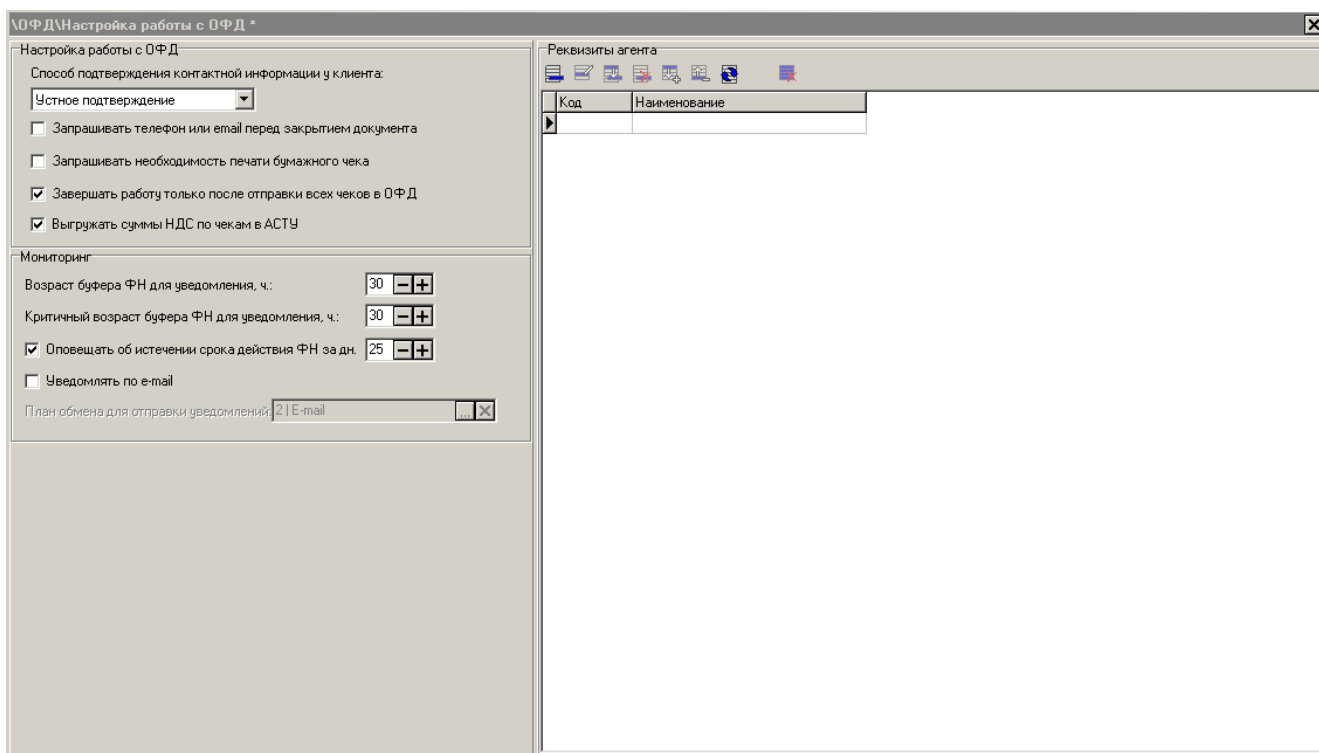 \ОФД\Настройка работы с ОФД *
Настройка работы с ОФД
Способ подтверждения контактной информации у клиента:
Устное подтверждение
Запрашивать телефон или email перед закрытием документа
Запрашивать необходимость печати бумажного чека
Завершать работу только после отправки всех чеков в ОФД
Выгружать суммы НДС по чекам в АСТУ
Мониторинг
Возраст буфера ФН для уведомления, ч.: 30
Критичный возраст буфера ФН для уведомления, ч.: 30
Оповещать об истечении срока действия ФН за дн. 25
Уведомлять по e-mail
План обмена для отправки уведомлений: 2 | E-mail ...
Реквизиты агента
Код Наименование